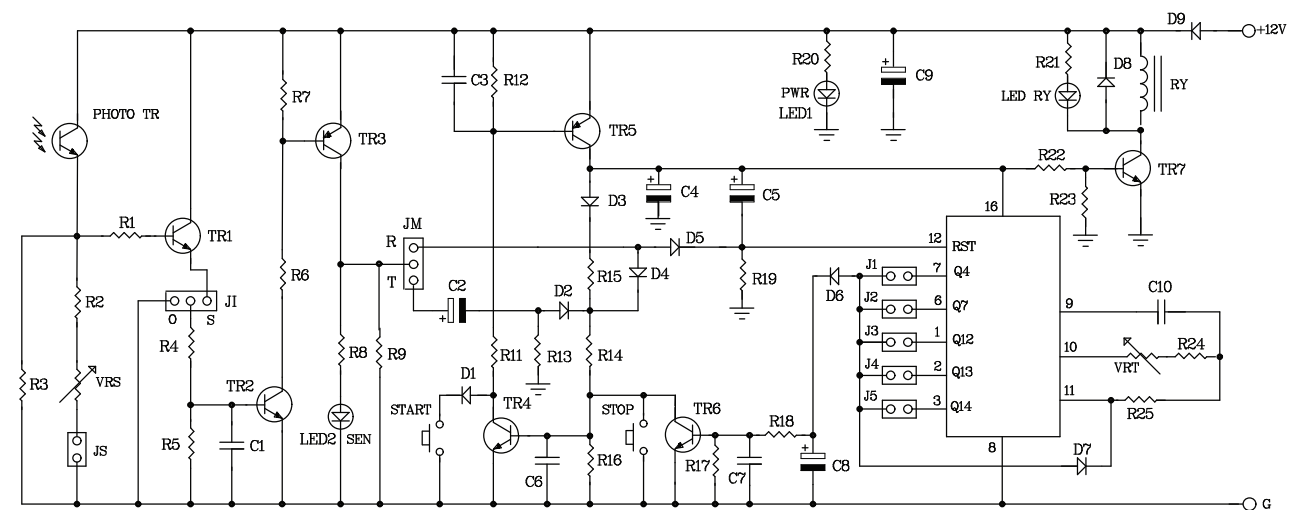 D9
+12V
R20
R21
D8
C3
R12
C9
R7
PWR
LED1
LED RY
RY
PHOTO TR
TR3
TR5
R22
TR7
C4
C5
R23
D3
16
R1
TR1
JM
R
D5
12
RST
T
D4
R15
R19
J1
7
Q4
R6
C2
D2
D6
R2
JI
O
S
J2
6
Q7
9
C10
R4
R8
R9
R11
R13
R14
J3
1
Q12
10
VRT
R24
R3
VRS
TR2
D1
J4
2
Q13
START
TR4
STOP
TR6
J5
3
Q14
11
R25
R18
JS
R5
C1
LED2 SEN
C6
R16
R17
C7
C8
8
D7
G